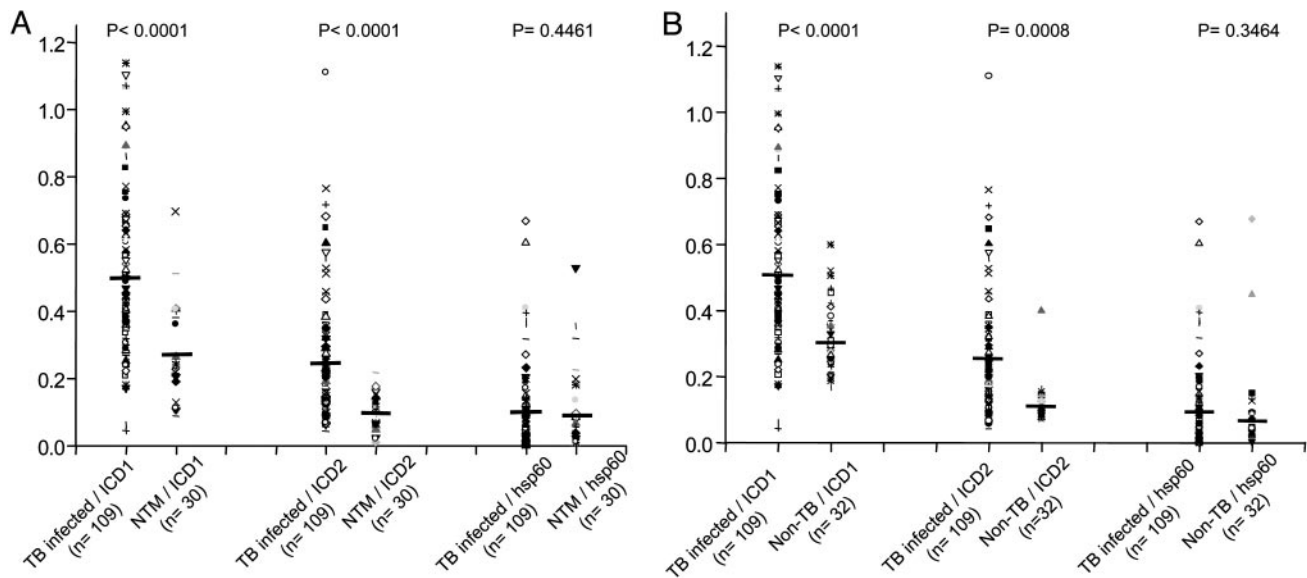 A
P< 0.0001
P< 0.0001
P= 0.4461
1.2
1.0
0.8
0.6
0.4
0.2
0.0
TB infected / ICD1
(n= 109)
NTM / ICD1
(n= 30)
TB infected / ICD2
(n= 109)
NTM / ICD2
(n= 30)
TB infected / hsp60
(n= 109)
NTM / hsp60
(n= 30)
B
P< 0.0001
P= 0.0008
P= 0.3464
1.2
1.0
0.8
0.6
0.4
0.2
0.0
TB infected / ICD1
(n= 109)
Non-TB / ICD1
(n= 32)
TB infected / ICD2
(n= 109)
Non-TB / ICD2
(n=32)
TB infected / hsp60
(n= 109)
Non-TB / hsp60
(n= 32)